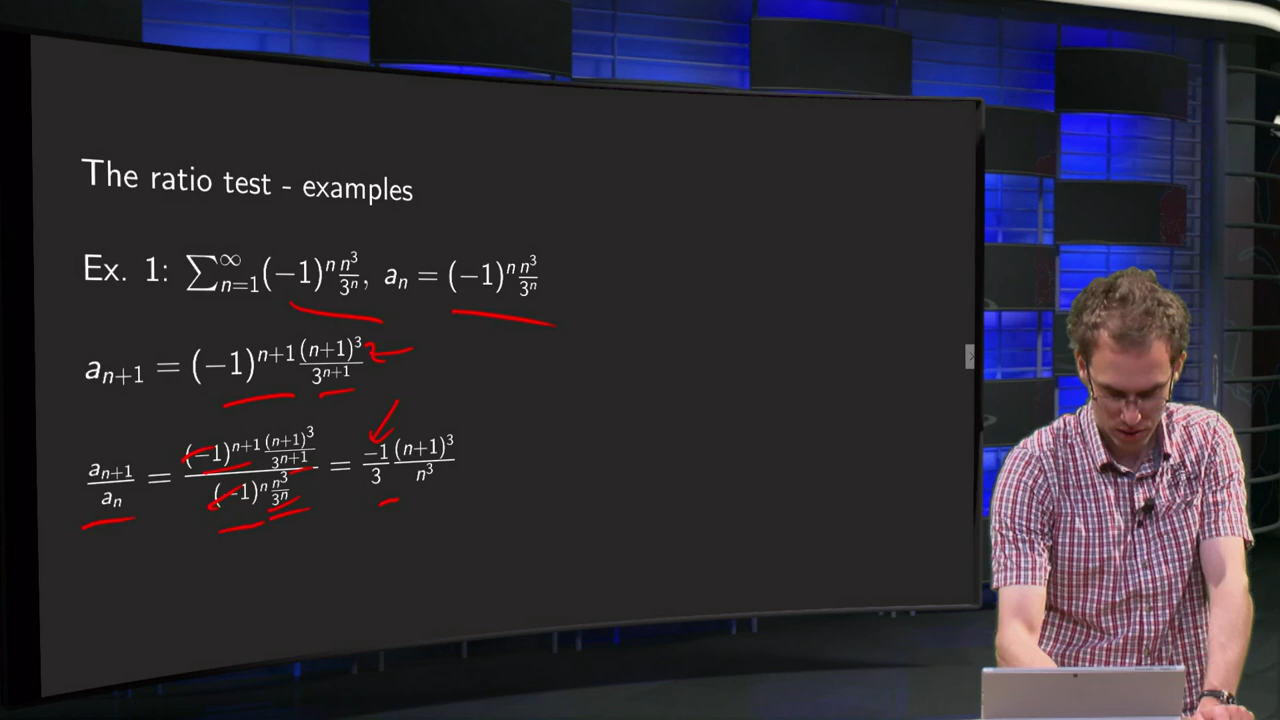 The ratio test - examples
Ex. 1: ∑_{n=1}^{∞}(−1)^n n^3/3^n, a_n = (−1)^n n^3/3^n
a_{n+1} = (−1)^{n+1} (n+1)^3/3^{n+1}
a_{n+1}/a_n = ((−1)^{n+1} (n+1)^3/3^{n+1})/((−1)^n n^3/3^n) = −1/3 (n+1)^3/n^3